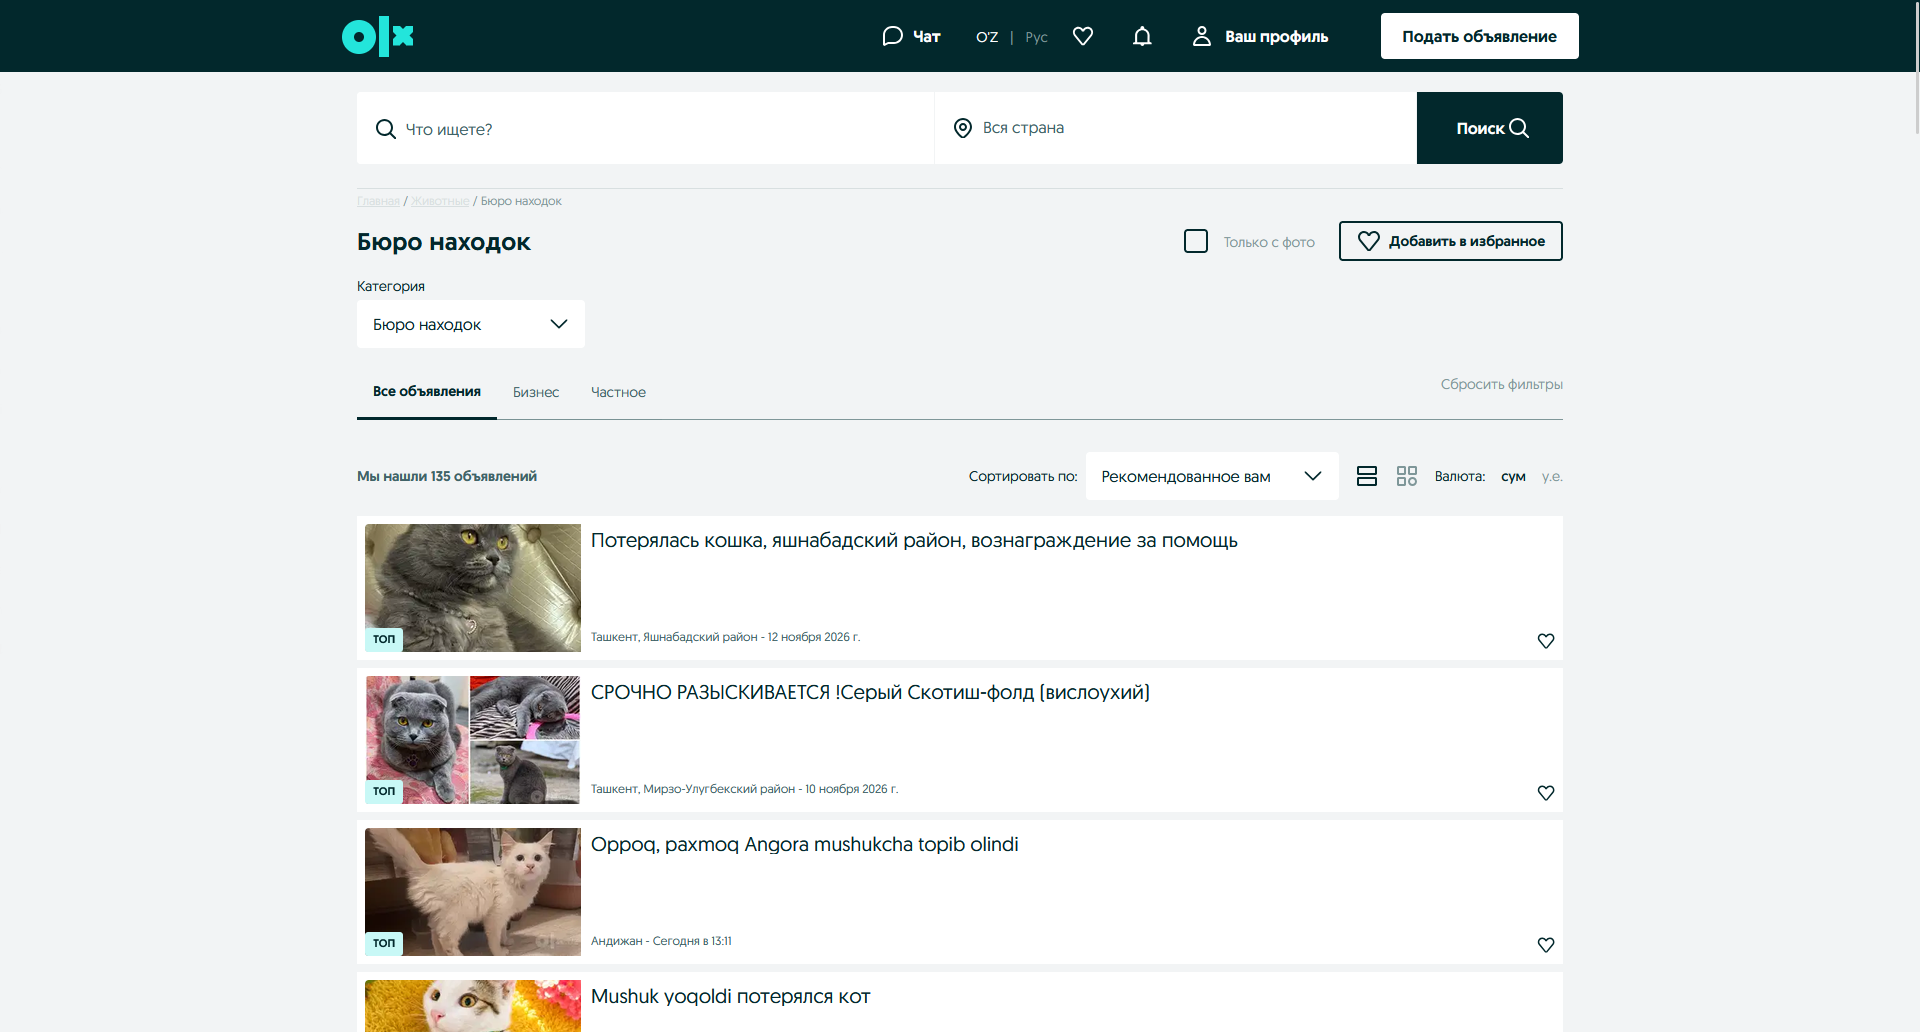 olx
Чат
O'Z | Рус
Ваш профиль
Подать объявление
Что ищете?
Вся страна
Поиск
Главная / Животные / Бюро находок
Бюро находок
Только с фото
Добавить в избранное
Категория
Бюро находок
Все объявления
Бизнес
Частное
Сбросить фильтры
Мы нашли 135 объявлений
Сортировать по:
Рекомендованное вам
Валюта: сум у.е.
Потерялась кошка, яшнабадский район, вознаграждение за помощь
ТОП
Ташкент, Яшнабадский район - 12 ноября 2026 г.
СРОЧНО РАЗЫСКИВАЕТСЯ !Серый Скотиш-фолд (вислоухий)
ТОП
Ташкент, Мирзо-Улугбекский район - 10 ноября 2026 г.
Oppoq, paxmoq Angora mushukcha topib olindi
ТОП
Андижан - Сегодня в 13:11
Mushuk yoqoldi потерялся кот